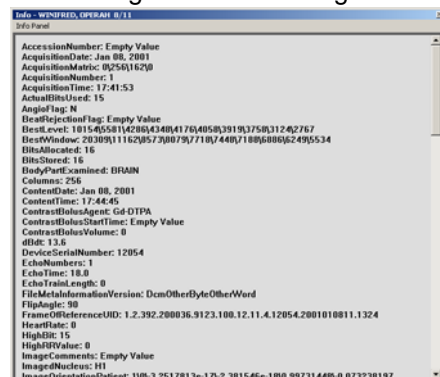 Info - WINIFRED, OPERAH 0/11
Info Panel
AccessionNumber: Empty Value
AcquisitionDate: Jan 08, 2001
AcquisitionMatrix: 0\256\162\0
AcquisitionNumber: 1
AcquisitionTime: 17:41:53
ActualBitsUsed: 15
AngioFlag: N
BeatRejectionFlag: Empty Value
BestLevel: 10154\5581\4286\4348\4176\4058\3919\3758\3124\2767
BestWindow: 20309\11162\8573\8079\7718\7448\7188\6886\6249\5534
BitsAllocated: 16
BitsStored: 16
BodyPartExamined: BRAIN
Columns: 256
ContentDate: Jan 08, 2001
ContentTime: 17:44:45
ContrastBolusAgent: Gd-DTPA
ContrastBolusStartTime: Empty Value
ContrastBolusVolume: 0
dBdt: 13.6
DeviceSerialNumber: 12054
EchoNumbers: 1
EchoTime: 18.0
EchoTrainLength: 0
FileMetaInformationVersion: DcmOtherByteOtherWord
FlipAngle: 90
FrameOfReferenceUID: 1.2.392.200036.9123.100.12.11.4.12054.2001010811.1324
HeartRate: 0
HighBit: 15
HighRRValue: 0
ImageComments: Empty Value
ImagedNucleus: H1
ImageOrientationPatient: